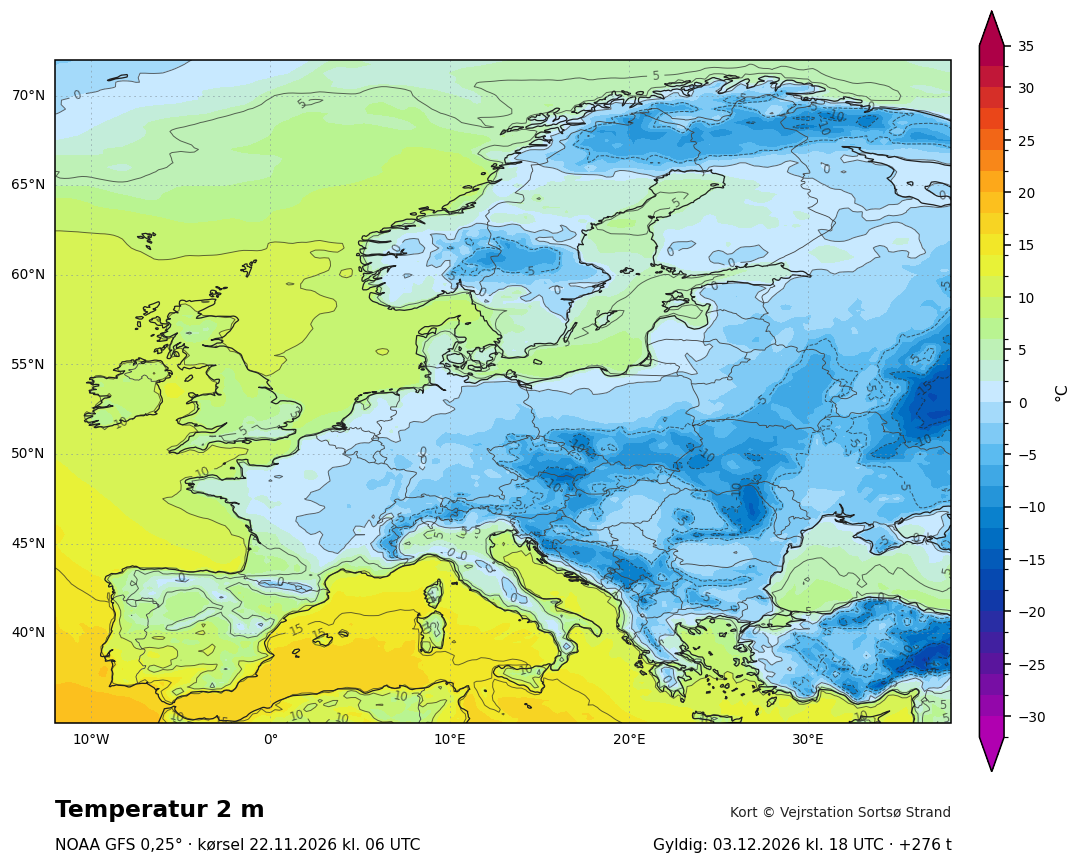 70°N
65°N
60°N
55°N
50°N
45°N
40°N
10°W
0°
10°E
20°E
30°E
35
30
25
20
15
10
5
0
−5
−10
−15
−20
−25
−30
°C
Temperatur 2 m
Kort © Vejrstation Sortsø Strand
NOAA GFS 0,25° · kørsel 22.11.2026 kl. 06 UTC
Gyldig: 03.12.2026 kl. 18 UTC · +276 t